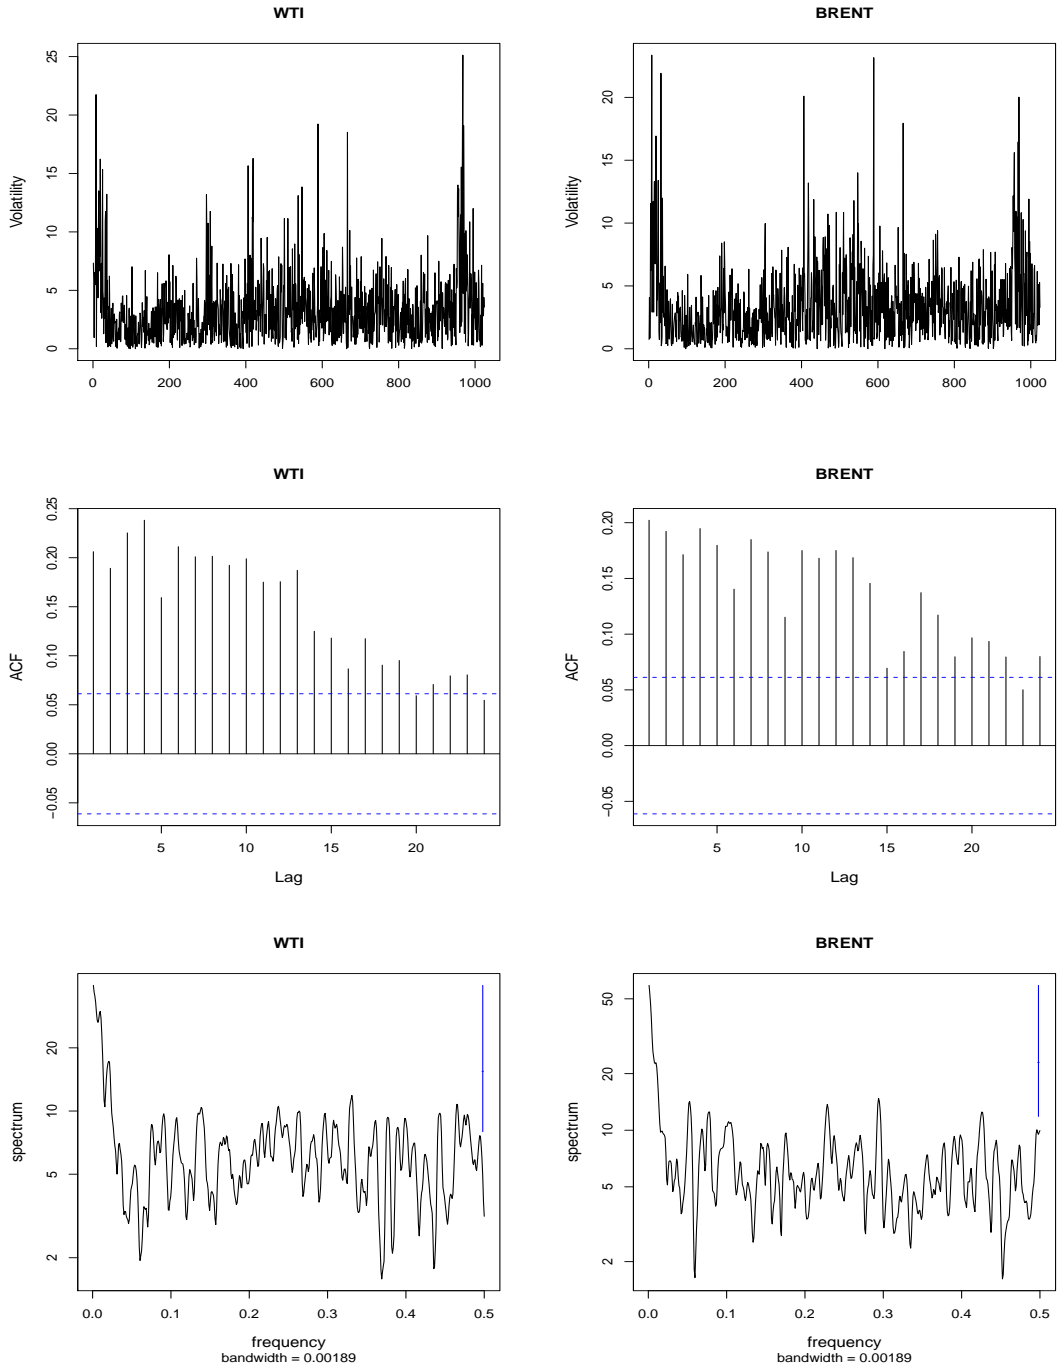 WTI
BRENT
Volatility
0 5 10 15 20 25
0 200 400 600 800 1000
Volatility
0 5 10 15 20
0 200 400 600 800 1000
WTI
BRENT
ACF
−0.05 0.00 0.05 0.10 0.15 0.20 0.25
5 10 15 20
Lag
ACF
−0.05 0.00 0.05 0.10 0.15 0.20
5 10 15 20
Lag
WTI
BRENT
spectrum
2 5 10 20
0.0 0.1 0.2 0.3 0.4 0.5
frequency
bandwidth = 0.00189
spectrum
2 5 10 20 50
0.0 0.1 0.2 0.3 0.4 0.5
frequency
bandwidth = 0.00189